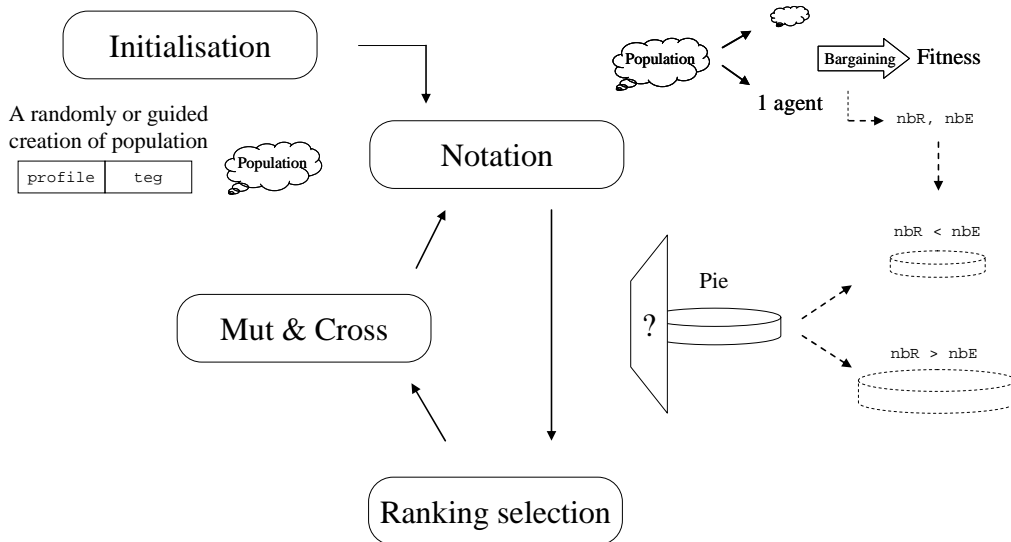 Initialisation
A randomly or guided
creation of population
profile teg
Population
Notation
Mut & Cross
Ranking selection
Population
1 agent
Bargaining
Fitness
nbR, nbE
nbR < nbE
Pie
?
nbR > nbE